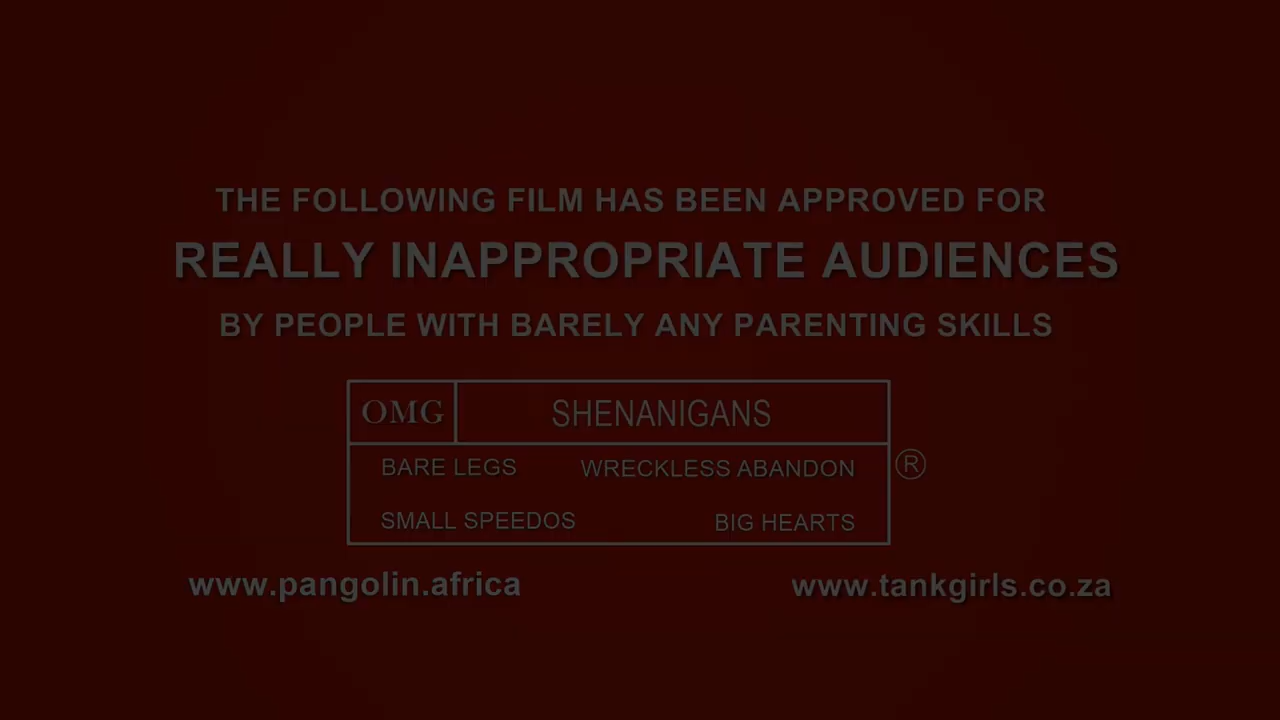 THE FOLLOWING FILM HAS BEEN APPROVED FOR
REALLY INAPPROPRIATE AUDIENCES
BY PEOPLE WITH BARELY ANY PARENTING SKILLS
OMG SHENANIGANS
BARE LEGS WRECKLESS ABANDON
®
SMALL SPEEDOS BIG HEARTS
www.pangolin.africa www.tankgirls.co.za